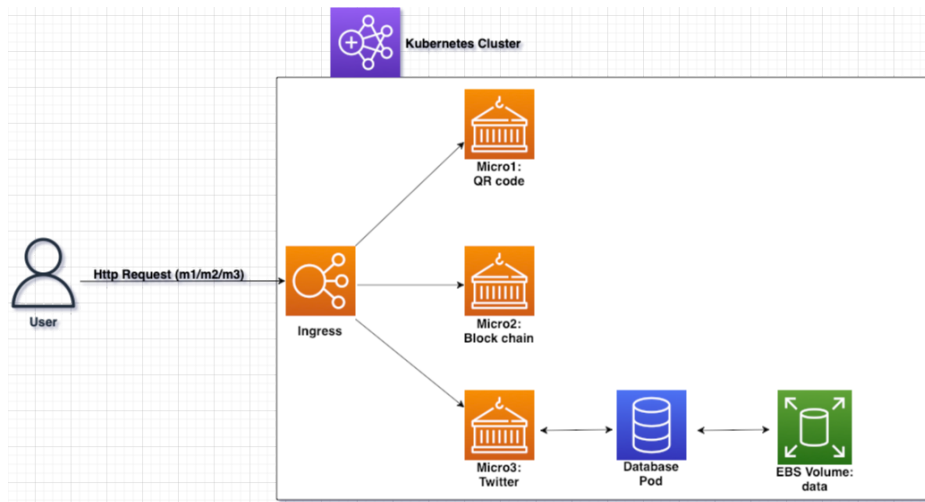 Kubernetes Cluster
Micro1:
QR code
Http Request (m1/m2/m3)
User
Ingress
Micro2:
Block chain
Micro3:
Twitter
Database
Pod
EBS Volume:
data